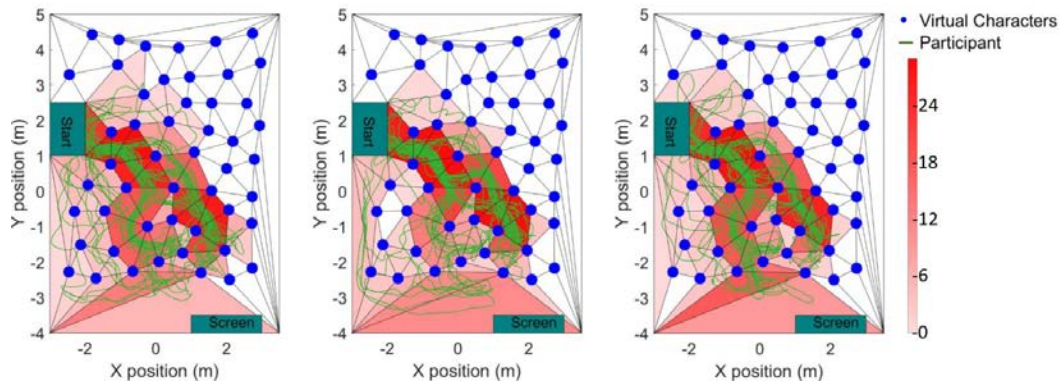 5
4
3
2
1
0
-1
-2
-3
-4
Y position (m)
Start
Screen
-2 0 2
X position (m)
5
4
3
2
1
0
-1
-2
-3
-4
Y position (m)
Start
Screen
-2 0 2
X position (m)
5
4
3
2
1
0
-1
-2
-3
-4
Y position (m)
Start
Screen
-2 0 2
X position (m)
Virtual Characters
Participant
24
-18
12
-6
-0